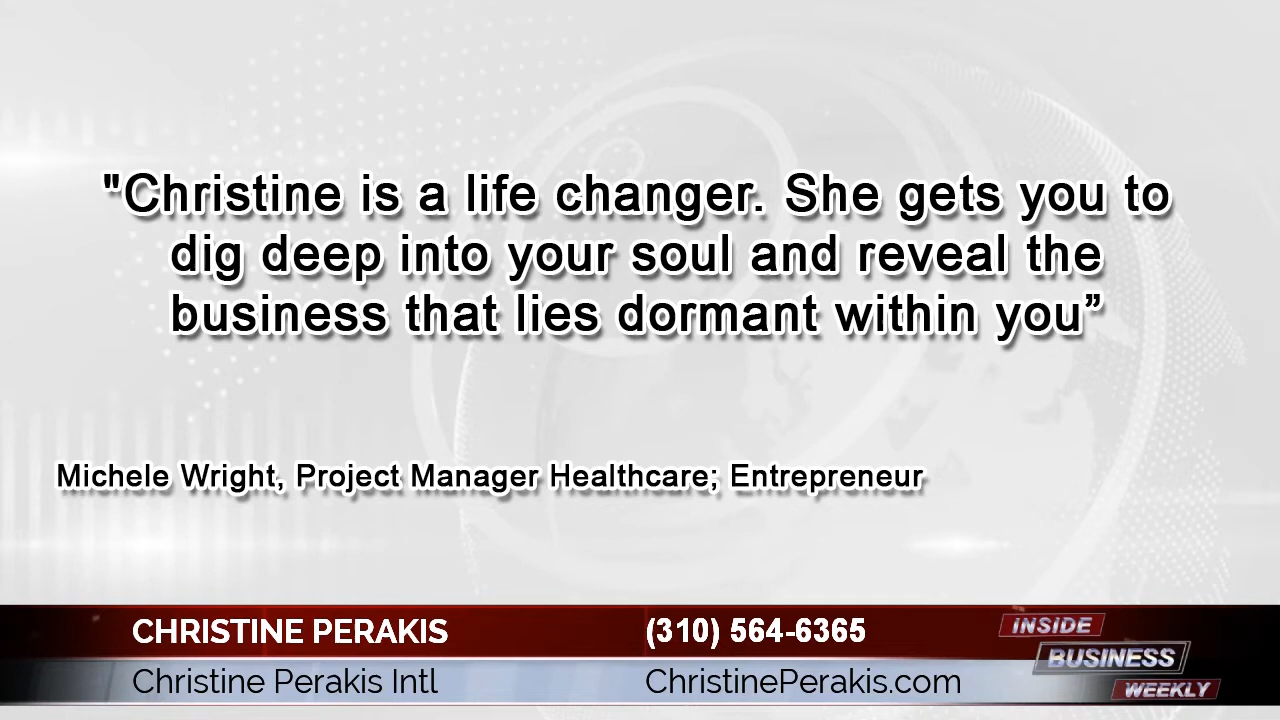 "Christine is a life changer. She gets you to
dig deep into your soul and reveal the
business that lies dormant within you”
Michele Wright, Project Manager Healthcare; Entrepreneur
CHRISTINE PERAKIS
(310) 564-6365
Christine Perakis Intl
ChristinePerakis.com
INSIDE
BUSINESS
WEEKLY